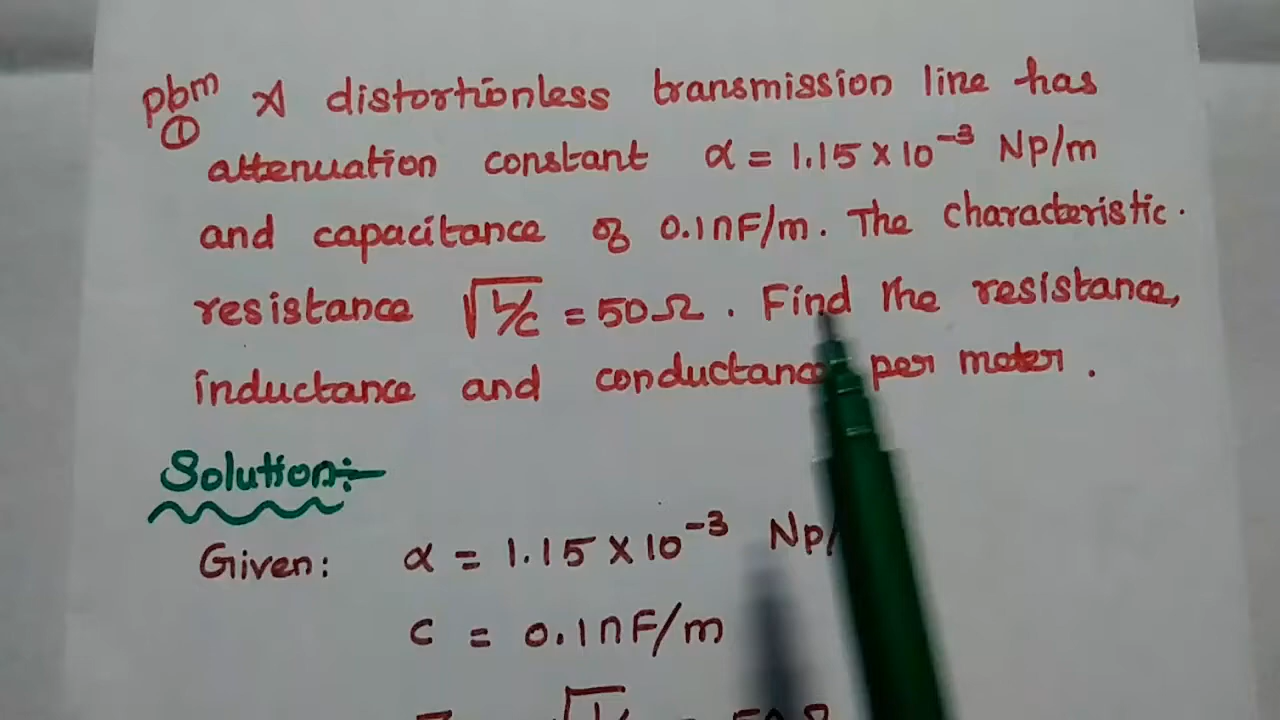 pbm A distortionless transmission line has
①
attenuation constant α = 1.15 × 10⁻³ Np/m
and capacitance of 0.1nF/m. The characteristic
resistance √L/C = 50Ω. Find the resistance,
inductance and conductance per meter.
Solution:-
Given: α = 1.15 × 10⁻³ Np/
C = 0.1nF/m